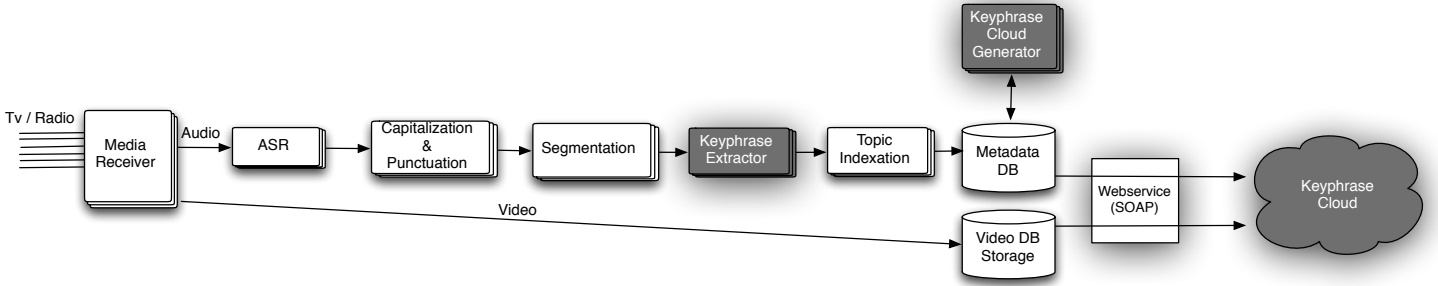 Keyphrase
Cloud
Generator
Tv / Radio
Media
Receiver
Audio
ASR
Capitalization
&
Punctuation
Segmentation
Keyphrase
Extractor
Topic
Indexation
Metadata
DB
Webservice
(SOAP)
Keyphrase
Cloud
Video
Video DB
Storage